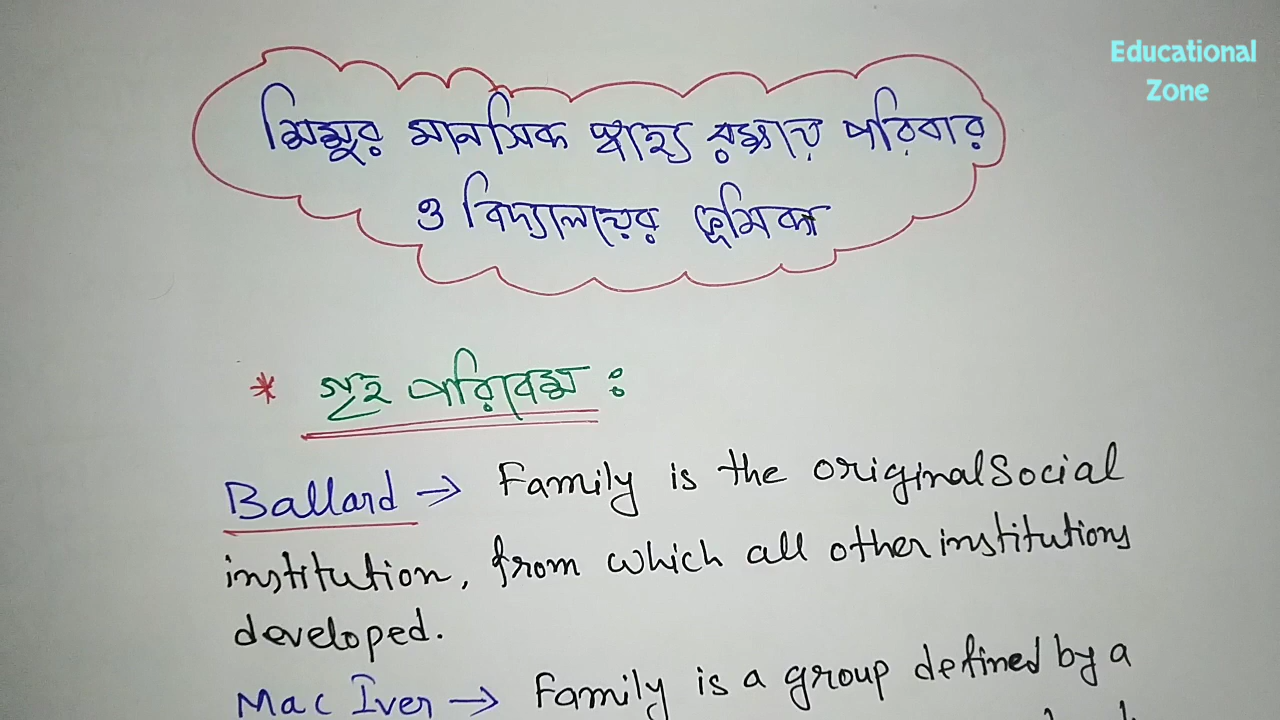 Educational
Zone
শিশুর মানসিক স্বাস্থ্য রক্ষায় পরিবার
ও বিদ্যালয়ের ভূমিকা
* গৃহ পরিবেশ :
Ballard → Family is the original Social
institution, from which all other institutions
developed.
Mac Iver → Family is a group defined by a